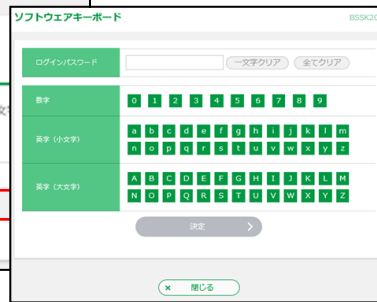 ソフトウェアキーボード
BSSK20
ログインパスワード
一文字クリア 全てクリア
数字
0 1 2 3 4 5 6 7 8 9
英字（小文字）
a b c d e f g h i j k l m
n o p q r s t u v w x y z
英字（大文字）
A B C D E F G H I J K L M
N O P Q R S T U V W X Y Z
決定
× 閉じる